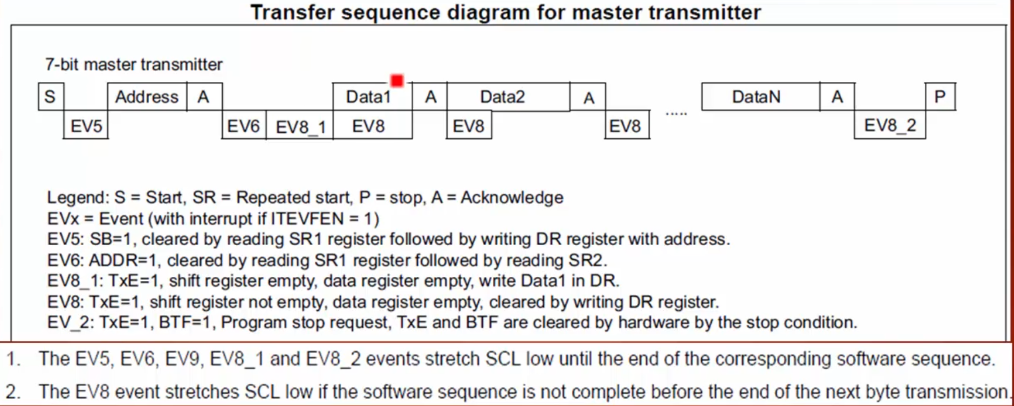 Transfer sequence diagram for master transmitter
7-bit master transmitter
S Address A Data1 A Data2 A DataN A P
EV5 EV6 EV8_1 EV8 EV8 EV8 ..... EV8_2
Legend: S = Start, SR = Repeated start, P = stop, A = Acknowledge
EVx = Event (with interrupt if ITEVFEN = 1)
EV5: SB=1, cleared by reading SR1 register followed by writing DR register with address.
EV6: ADDR=1, cleared by reading SR1 register followed by reading SR2.
EV8_1: TxE=1, shift register empty, data register empty, write Data1 in DR.
EV8: TxE=1, shift register not empty, data register empty, cleared by writing DR register.
EV_2: TxE=1, BTF=1, Program stop request, TxE and BTF are cleared by hardware by the stop condition.
1. The EV5, EV6, EV9, EV8_1 and EV8_2 events stretch SCL low until the end of the corresponding software sequence.
2. The EV8 event stretches SCL low if the software sequence is not complete before the end of the next byte transmission.